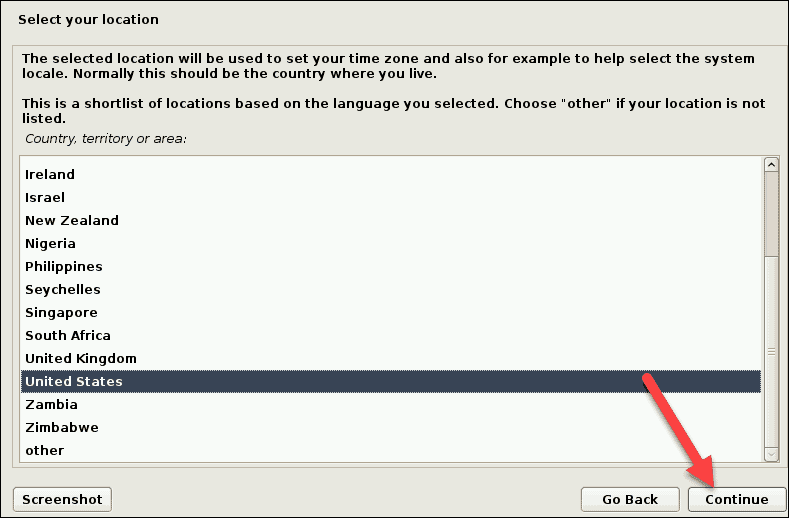 Select your location
The selected location will be used to set your time zone and also for example to help select the system
locale. Normally this should be the country where you live.
This is a shortlist of locations based on the language you selected. Choose "other" if your location is not
listed.
Country, territory or area:
Ireland
Israel
New Zealand
Nigeria
Philippines
Seychelles
Singapore
South Africa
United Kingdom
United States
Zambia
Zimbabwe
other
Screenshot
Go Back
Continue